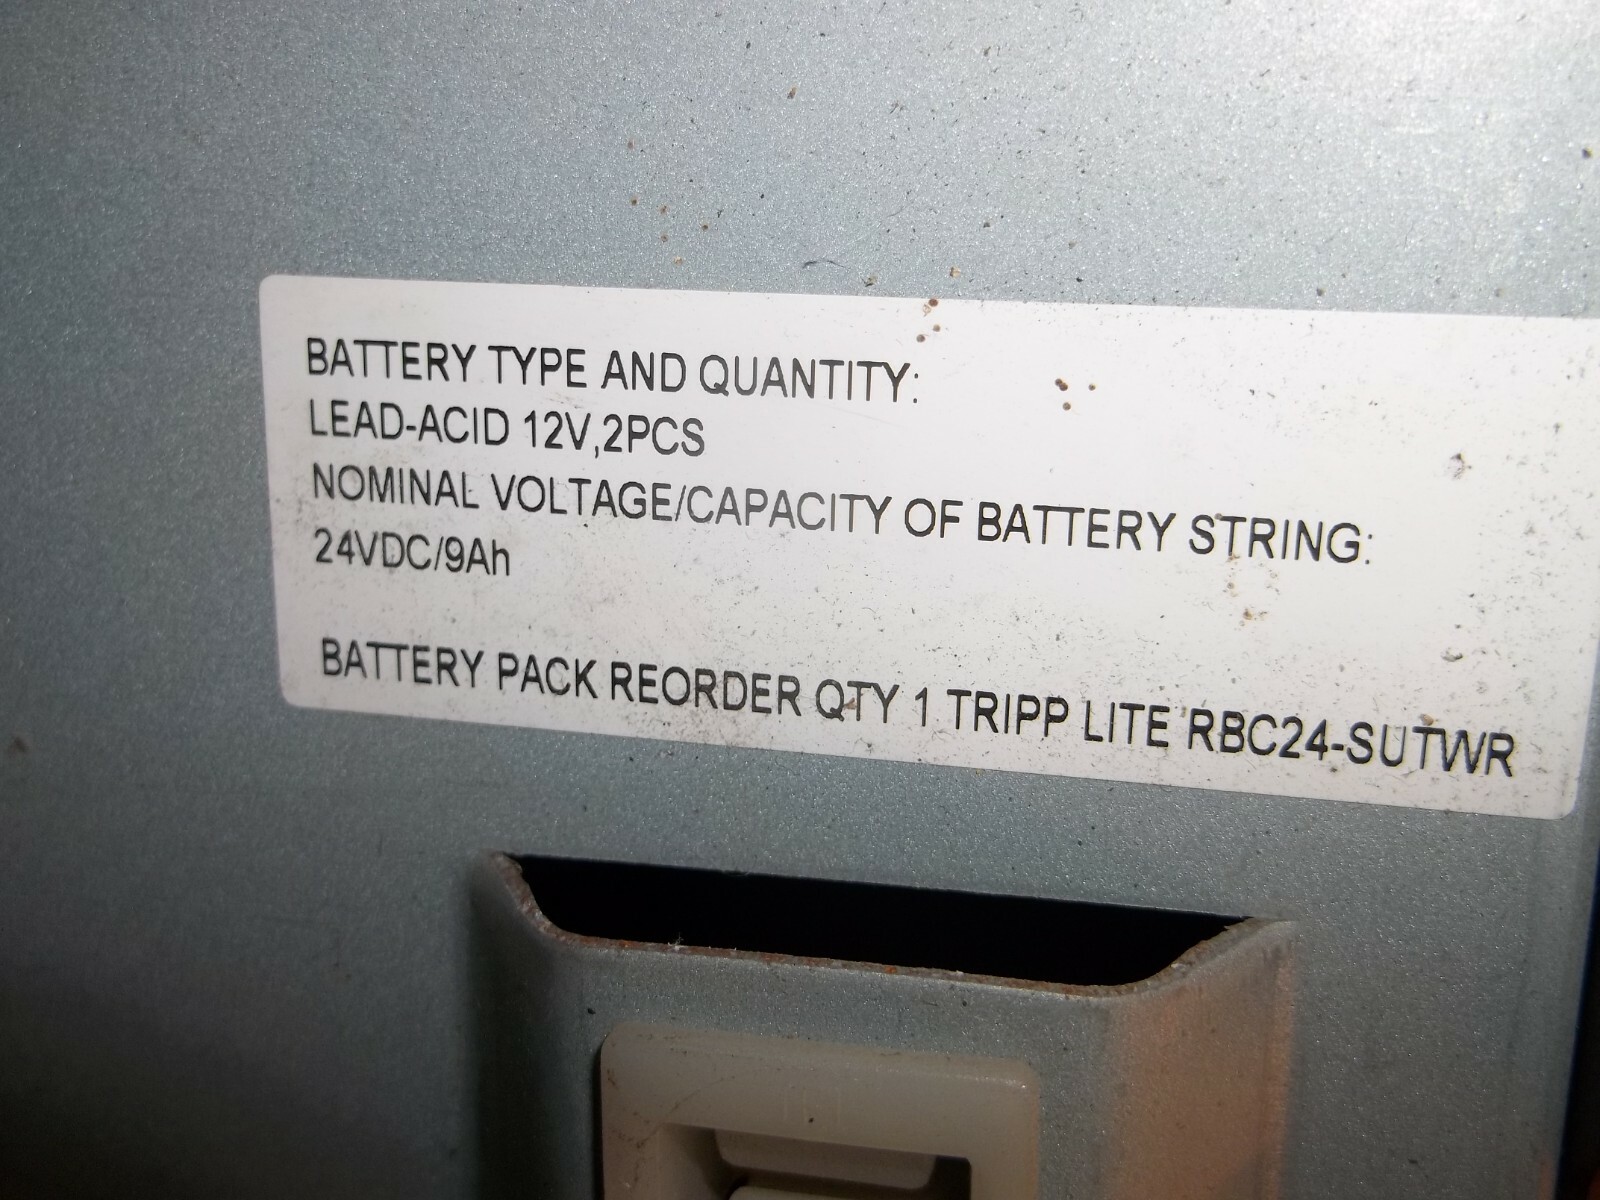 BATTERY TYPE AND QUANTITY:
LEAD-ACID 12V,2PCS
NOMINAL VOLTAGE/CAPACITY OF BATTERY STRING:
24VDC/9Ah
BATTERY PACK REORDER QTY 1 TRIPP LITE RBC24-SUTWR